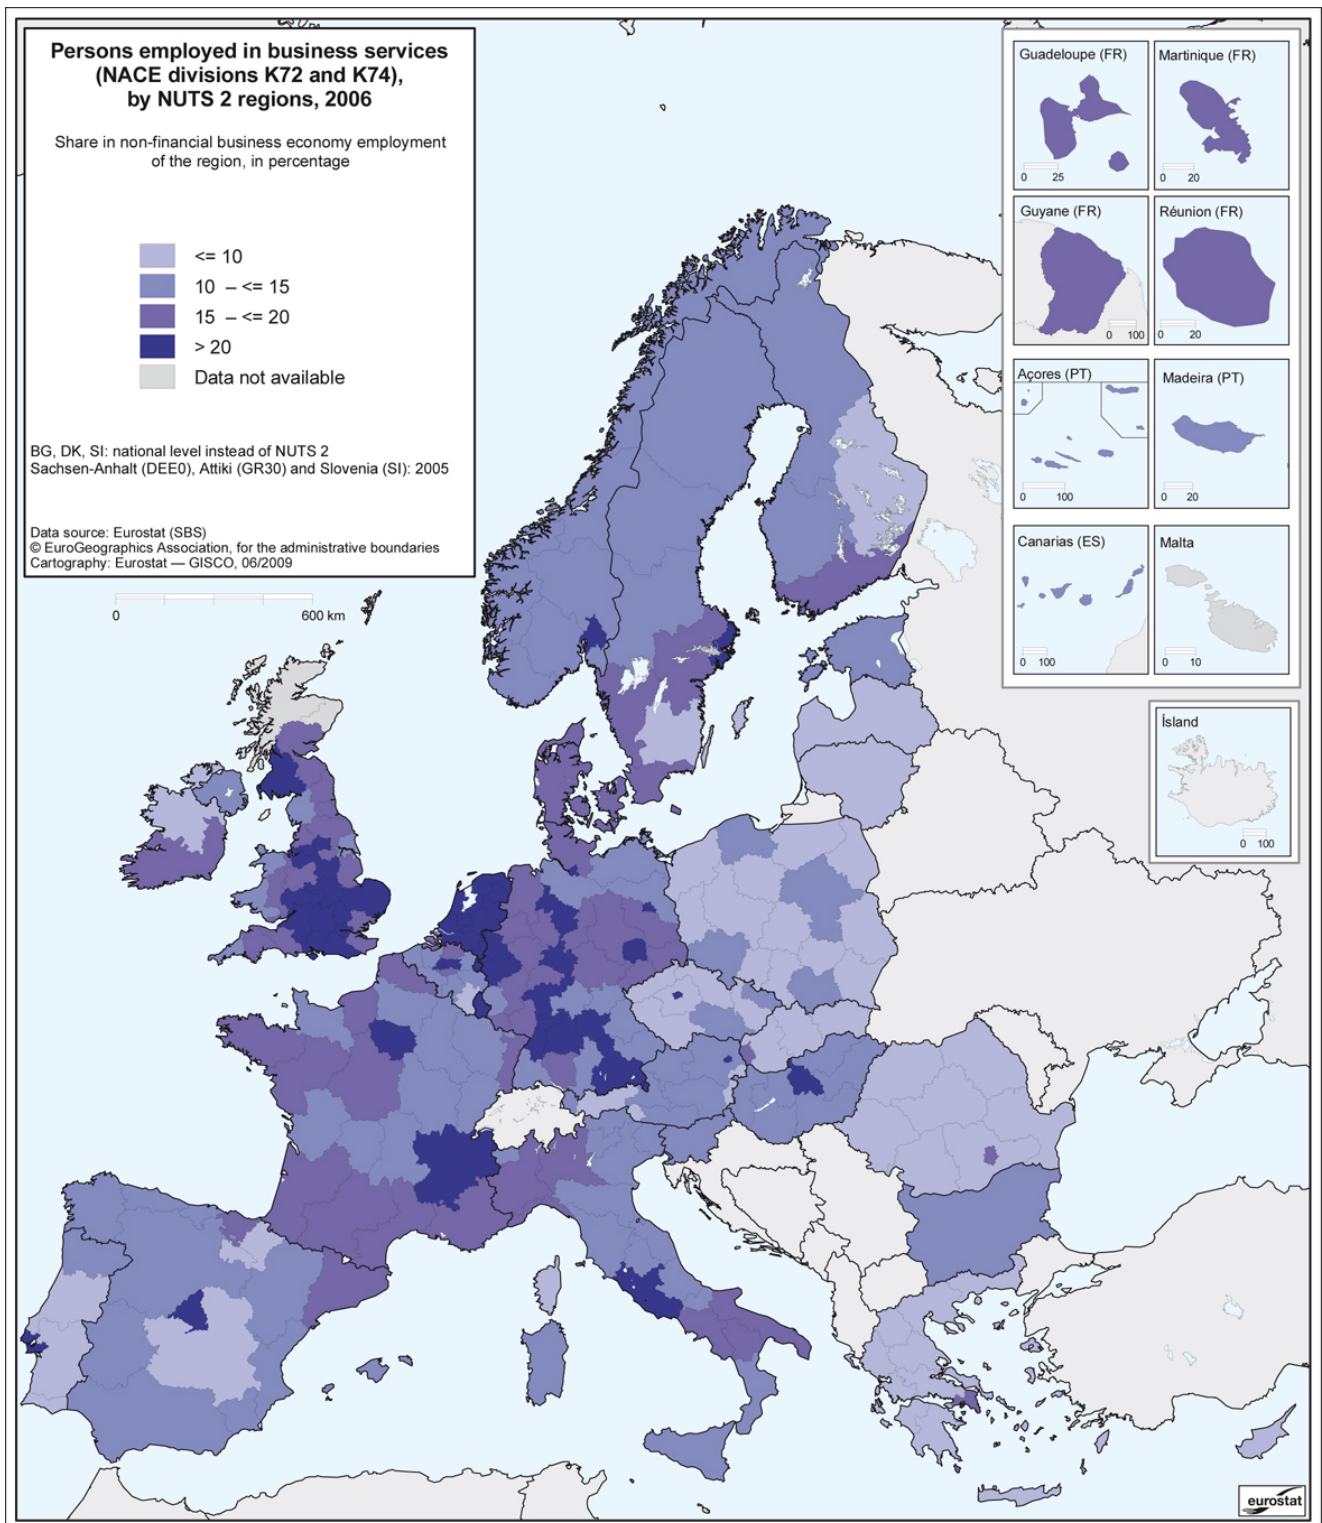 Persons employed in business services
(NACE divisions K72 and K74),
by NUTS 2 regions, 2006
Share in non-financial business economy employment
of the region, in percentage
<= 10
10 – <= 15
15 – <= 20
> 20
Data not available
BG, DK, SI: national level instead of NUTS 2
Sachsen-Anhalt (DEE0), Attiki (GR30) and Slovenia (SI): 2005
Data source: Eurostat (SBS)
© EuroGeographics Association, for the administrative boundaries
Cartography: Eurostat — GISCO, 06/2009
0 600 km
Guadeloupe (FR)
0 25
Martinique (FR)
0 20
Guyane (FR)
0 100
Réunion (FR)
0 20
Açores (PT)
0 100
Madeira (PT)
0 20
Canarias (ES)
0 100
Malta
0 10
Ísland
0 100
eurostat